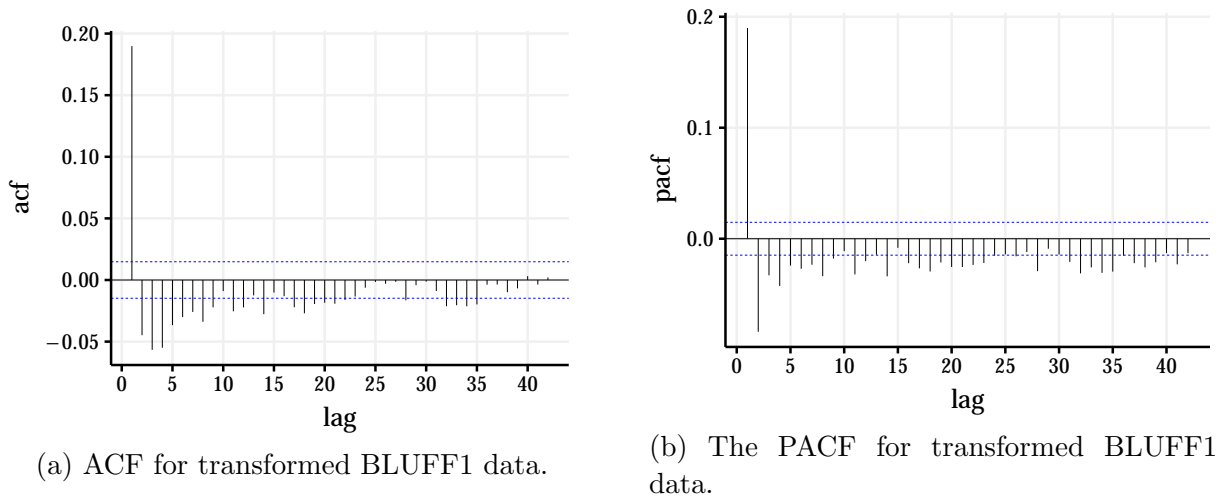 0.20
0.15
0.10
0.05
0.00
−0.05
acf
0 5 10 15 20 25 30 35 40
lag
(a) ACF for transformed BLUFF1 data.
0.2
0.1
0.0
pacf
0 5 10 15 20 25 30 35 40
lag
(b) The PACF for transformed BLUFF1
data.